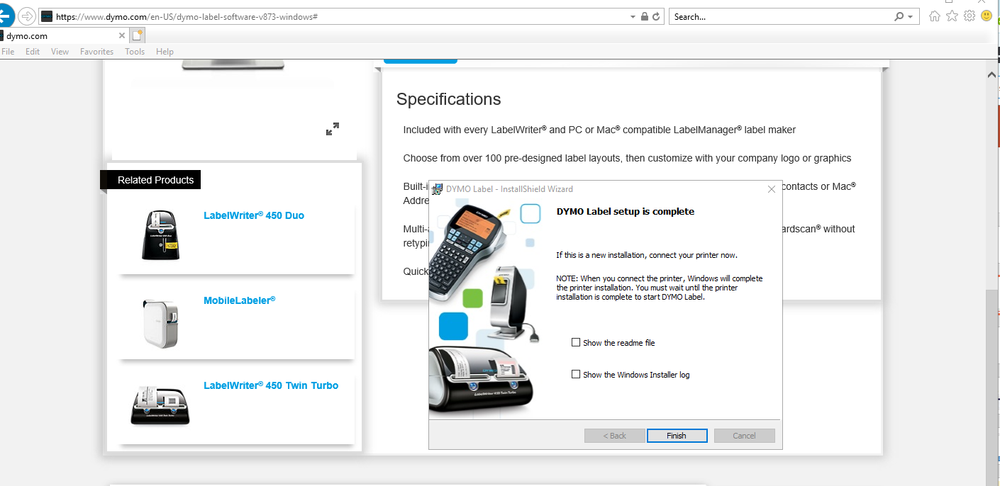 https://www.dymo.com/en-US/dymo-label-software-v873-windows#
Search...
dymo.com
File Edit View Favorites Tools Help
Specifications
Included with every LabelWriter® and PC or Mac® compatible LabelManager® label maker
Choose from over 100 pre-designed label layouts, then customize with your company logo or graphics
Built-i
contacts or Mac®
Addre
Multi-a
ardscan® without
retypi
Quick
Related Products
LabelWriter® 450 Duo
MobileLabeler®
LabelWriter® 450 Twin Turbo
DYMO Label - InstallShield Wizard
DYMO Label setup is complete
If this is a new installation, connect your printer now.
NOTE: When you connect the printer, Windows will complete
the printer installation. You must wait until the printer
installation is complete to start DYMO Label.
Show the readme file
Show the Windows Installer log
LabelWriter 450 Twin Turbo
< Back Finish Cancel